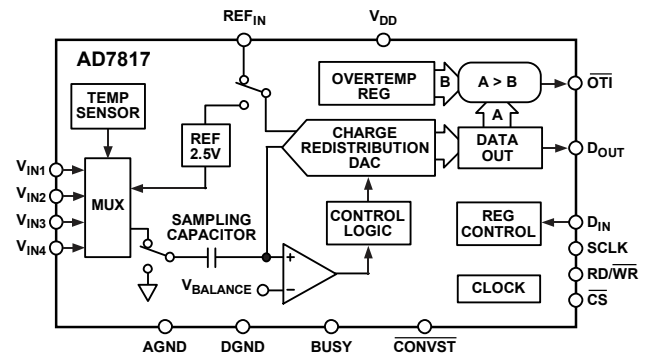 REFIN
VDD
AD7817
TEMP
SENSOR
REF
2.5V
OVERTEMP
REG
B
A > B
A
OTI
CHARGE
REDISTRIBUTION
DAC
DATA
OUT
DOUT
VIN1
VIN2
VIN3
VIN4
MUX
SAMPLING
CAPACITOR
CONTROL
LOGIC
REG
CONTROL
DIN
SCLK
RD/WR
CS
VBALANCE
+
–
CLOCK
AGND
DGND
BUSY
CONVST